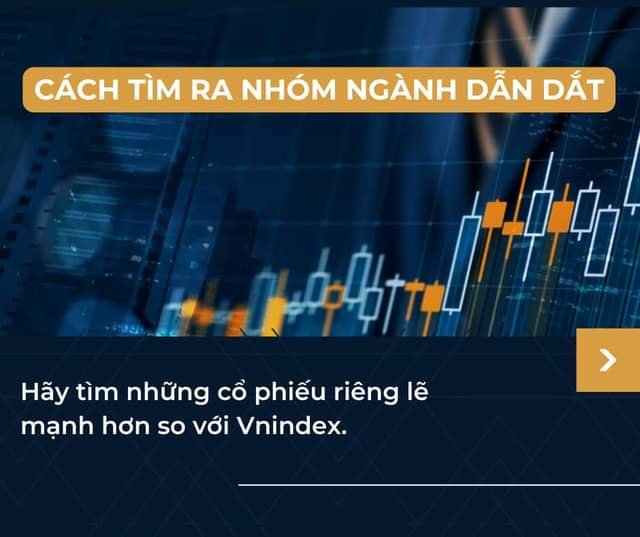 CÁCH TÌM RA NHÓM NGÀNH DẪN DẮT
Hãy tìm những cổ phiếu riêng lẽ
mạnh hơn so với Vnindex.